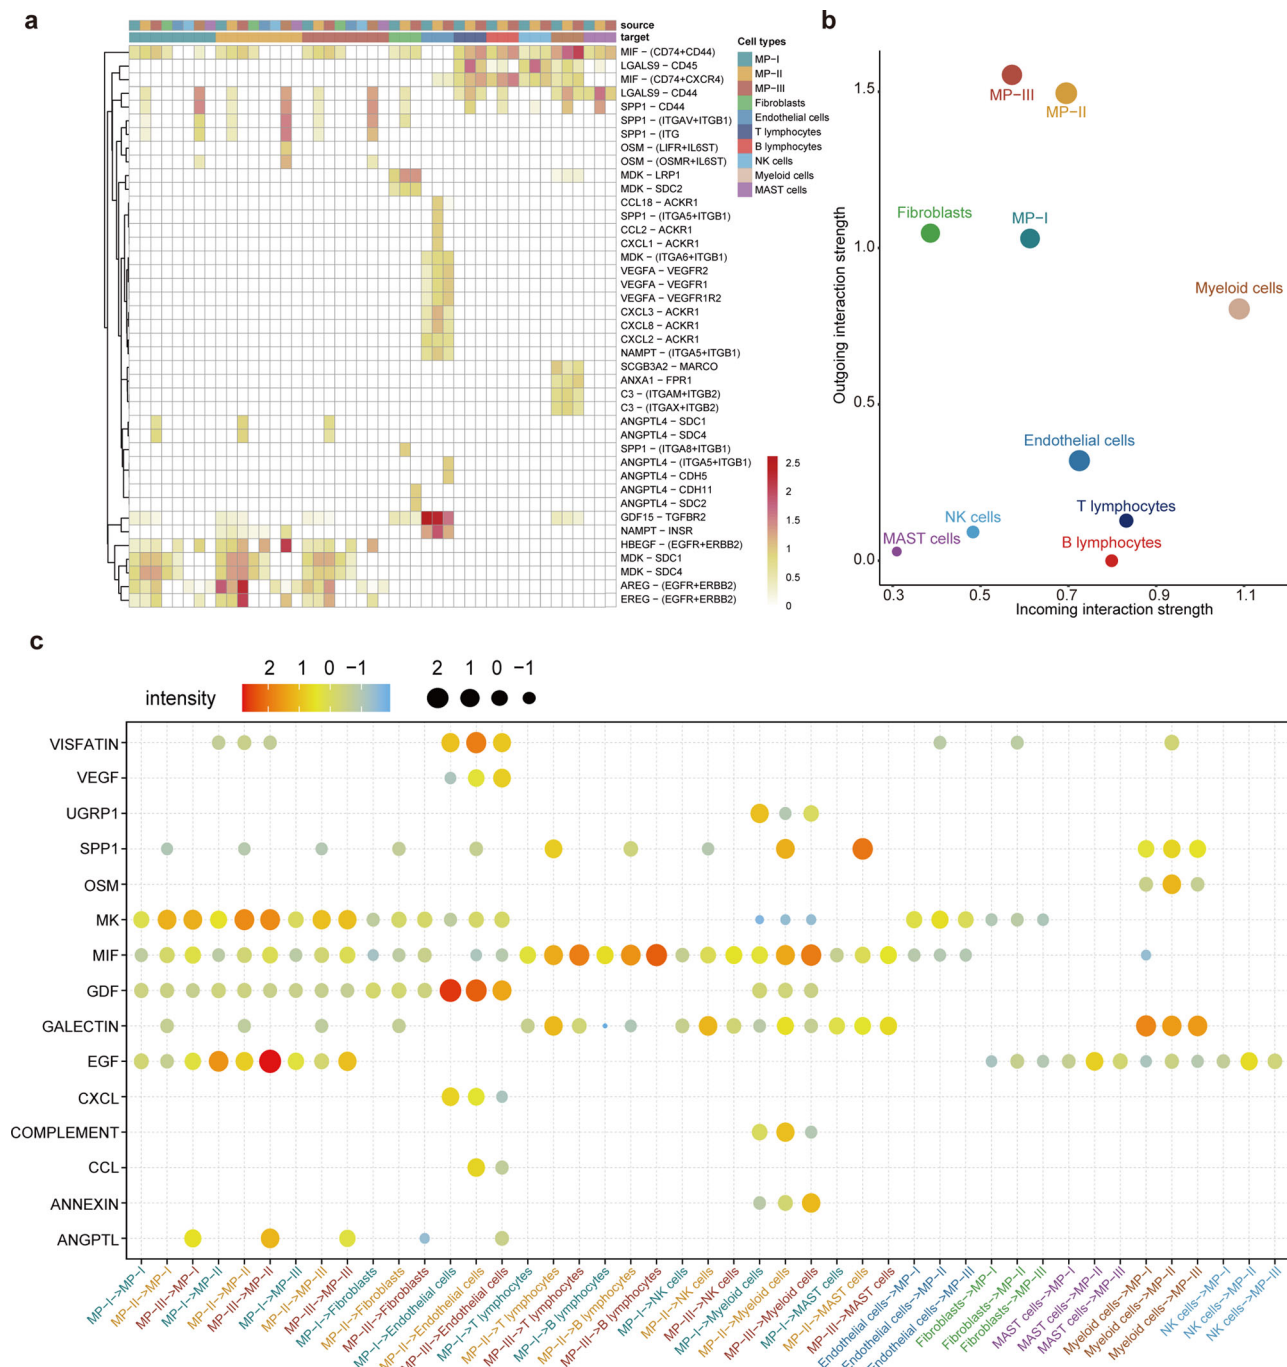 a
source
target
MIF − (CD74+CD44)
LGALS9 − CD45
MIF − (CD74+CXCR4)
LGALS9 − CD44
SPP1 − CD44
SPP1 − (ITGAV+ITGB1)
SPP1 − ITG
OSM − (LIFR+IL6ST)
OSM − (OSMR+IL6ST)
MDK − LRP1
MDK − SDC2
CCL18 − ACKR1
SPP1 − (ITGA5+ITGB1)
CCL2 − ACKR1
CXCL1 − ACKR1
MDK − (ITGA6+ITGB1)
VEGFA − VEGFR2
VEGFA − VEGFR1
VEGFA − VEGFR1R2
CXCL3 − ACKR1
CXCL8 − ACKR1
CXCL2 − ACKR1
NAMPT − (ITGA5+ITGB1)
SCGB3A2 − MARCO
ANXA1 − FPR1
C3 − (ITGAM+ITGB2)
C3 − (ITGAX+ITGB2)
ANGPTL4 − SDC1
ANGPTL4 − SDC4
SPP1 − (ITGA8+ITGB1)
ANGPTL4 − (ITGA5+ITGB1)
ANGPTL4 − CDH5
ANGPTL4 − CDH11
ANGPTL4 − SDC2
GDF15 − TGFBR2
NAMPT − INSR
HBEGF − (EGFR+ERBB2)
MDK − SDC1
MDK − SDC4
AREG − (EGFR+ERBB2)
EREG − (EGFR+ERBB2)
Cell types
MP−I
MP−II
MP−III
Fibroblasts
Endothelial cells
T lymphocytes
B lymphocytes
NK cells
Myeloid cells
MAST cells
2.5
2
1.5
1
0.5
0
b
Outgoing interaction strength
1.5
1.0
0.5
0.0
MP−III
MP−II
Fibroblasts
MP−I
Myeloid cells
Endothelial cells
T lymphocytes
NK cells
B lymphocytes
MAST cells
0.3 0.5 0.7 0.9 1.1
Incoming interaction strength
c
intensity
2 1 0 −1
2 1 0 −1
VISFATIN
VEGF
UGRP1
SPP1
OSM
MK
MIF
GDF
GALECTIN
EGF
CXCL
COMPLEMENT
CCL
ANNEXIN
ANGPTL
MP−I−>MP−I
MP−II−>MP−I
MP−III−>MP−I
MP−I−>MP−II
MP−II−>MP−II
MP−III−>MP−II
MP−I−>MP−III
MP−II−>MP−III
MP−III−>MP−III
MP−I−>Fibroblasts
MP−II−>Fibroblasts
MP−III−>Fibroblasts
MP−I−>Endothelial cells
MP−II−>Endothelial cells
MP−III−>Endothelial cells
MP−I−>T lymphocytes
MP−II−>T lymphocytes
MP−III−>T lymphocytes
MP−I−>B lymphocytes
MP−II−>B lymphocytes
MP−III−>B lymphocytes
MP−I−>NK cells
MP−II−>NK cells
MP−III−>NK cells
MP−I−>Myeloid cells
MP−II−>Myeloid cells
MP−III−>Myeloid cells
MP−I−>MAST cells
MP−II−>MAST cells
MP−III−>MAST cells
Endothelial cells−>MP−I
Endothelial cells−>MP−II
Endothelial cells−>MP−III
Fibroblasts−>MP−I
Fibroblasts−>MP−II
Fibroblasts−>MP−III
MAST cells−>MP−I
MAST cells−>MP−II
MAST cells−>MP−III
Myeloid cells−>MP−I
Myeloid cells−>MP−II
Myeloid cells−>MP−III
NK cells−>MP−I
NK cells−>MP−II
NK cells−>MP−III